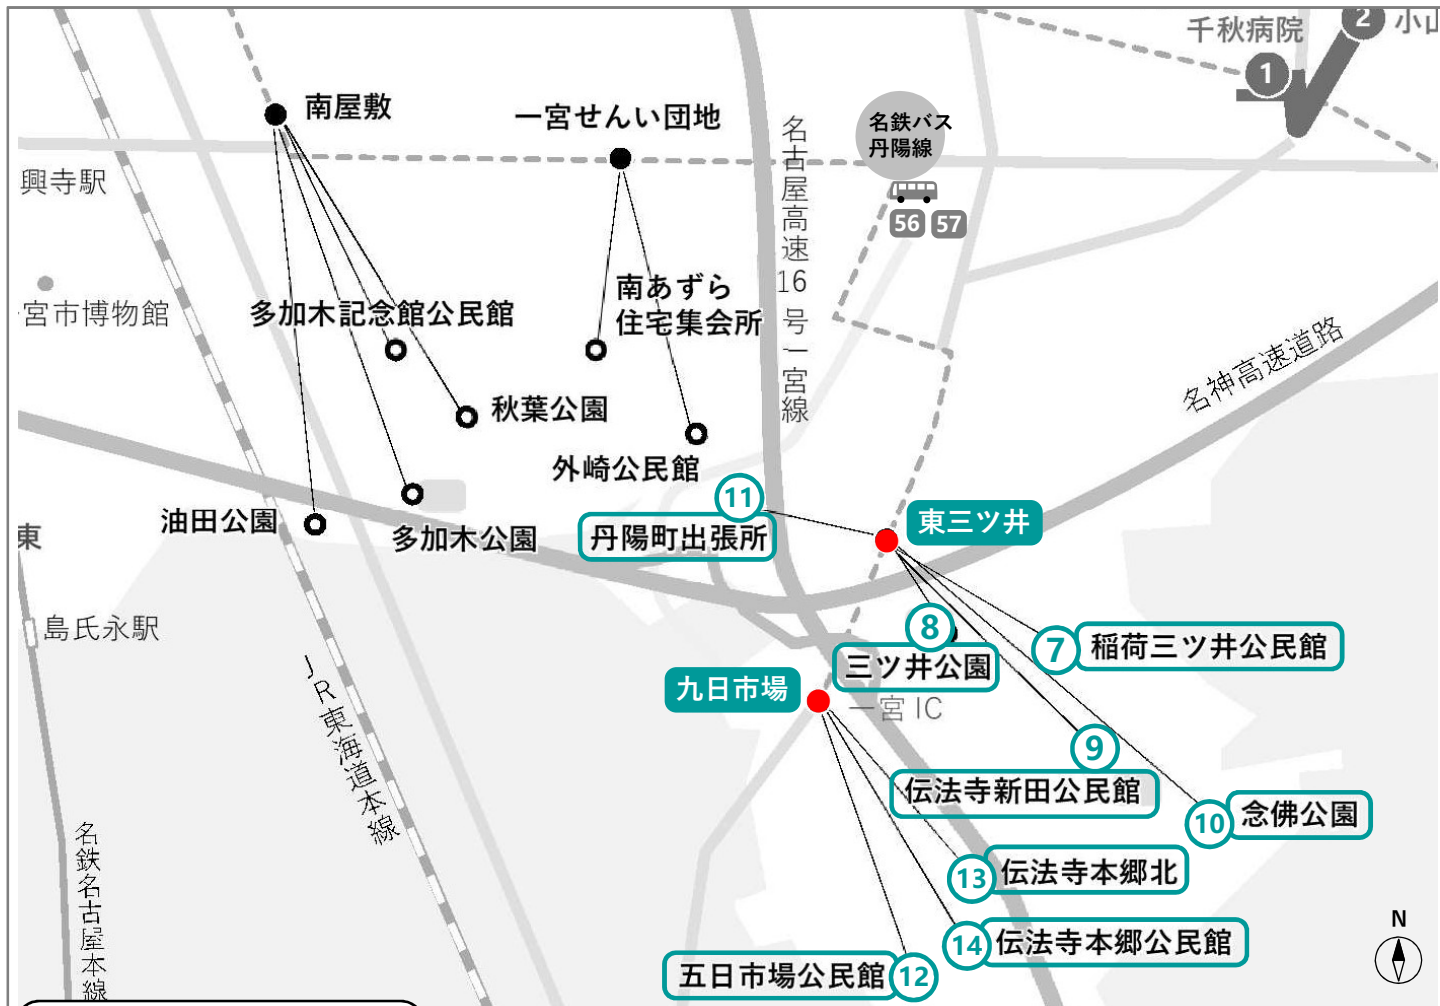 千秋病院
2
小山
1
南屋敷
一宮せんい団地
名鉄バス
丹陽線
56
57
名古屋高速16号一宮線
興寺駅
宮市博物館
多加木記念館公民館
南あずら
住宅集会所
名神高速道路
秋葉公園
外崎公民館
11
丹陽町出張所
東三ツ井
油田公園
多加木公園
東
島氏永駅
8
三ツ井公園
7
稲荷三ツ井公民館
九日市場
一宮IC
JR東海道本線
9
伝法寺新田公民館
10
念佛公園
名鉄名古屋本線
13
伝法寺本郷北
14
伝法寺本郷公民館
五日市場公民館
12
N